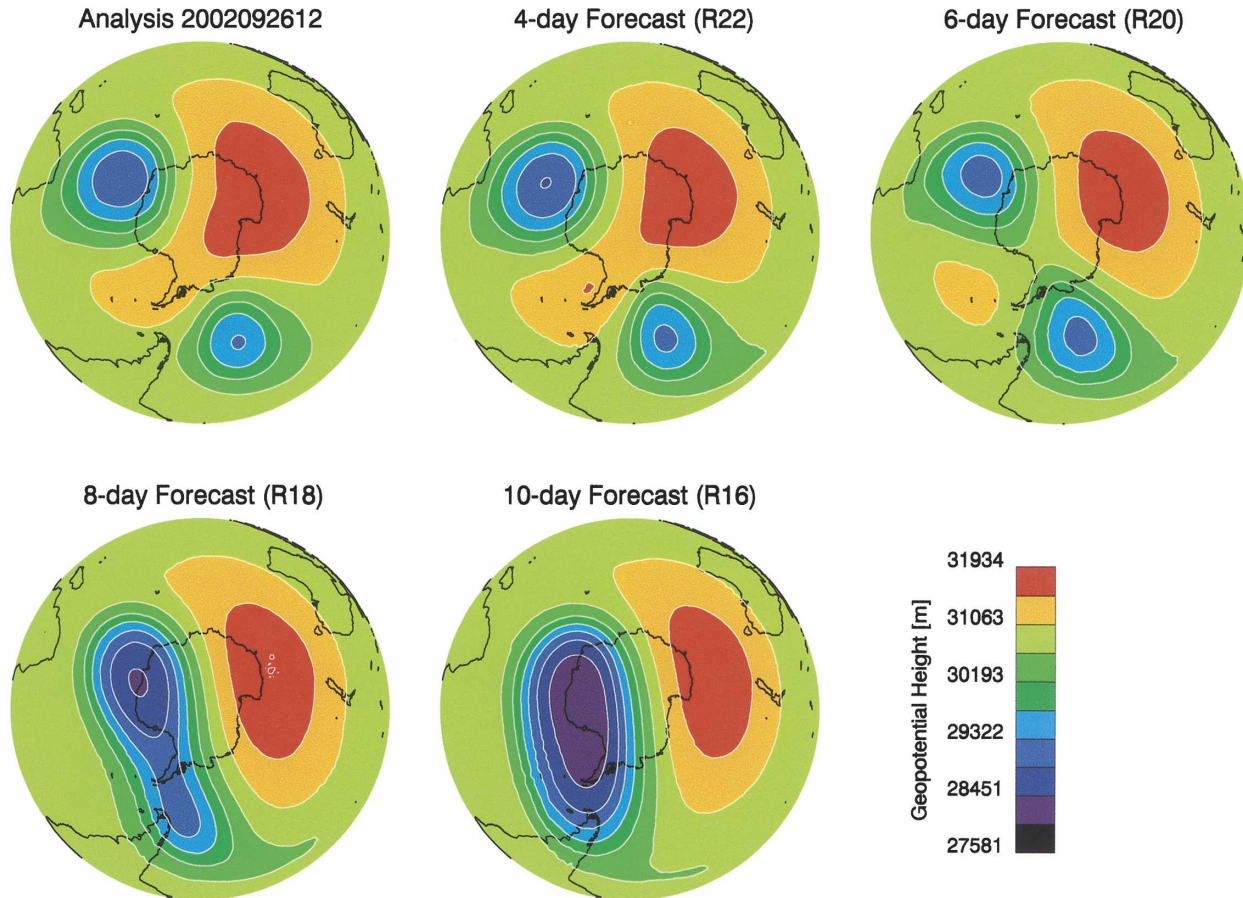 Analysis 2002092612
4-day Forecast (R22)
6-day Forecast (R20)
8-day Forecast (R18)
10-day Forecast (R16)
Geopotential Height [m]
31934
31063
30193
29322
28451
27581